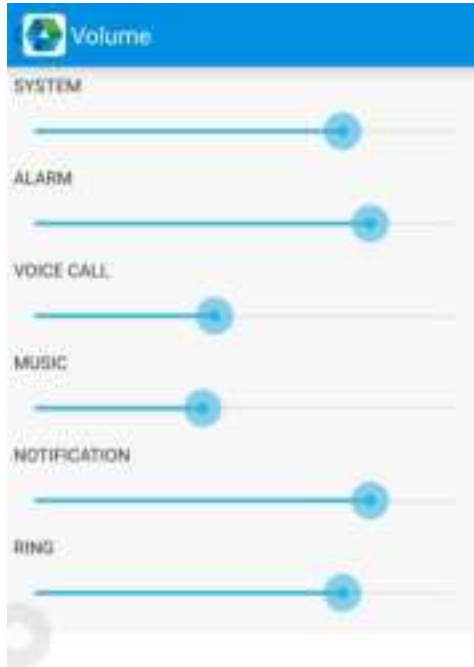 Volume
SYSTEM
ALARM
VOICE CALL
MUSIC
NOTIFICATION
RING